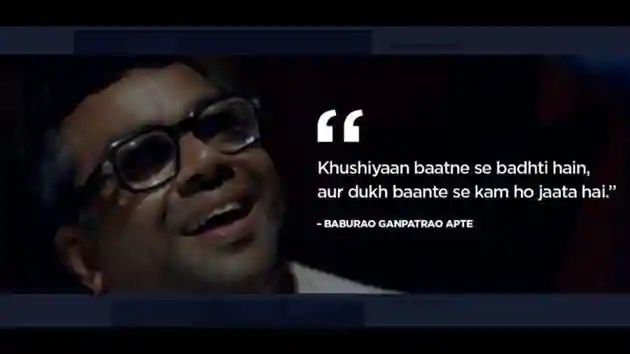 “
Khushiyaan baatne se badhti hain,
aur dukh baante se kam ho jaata hai.”
– BABURAO GANPATRAO APTE